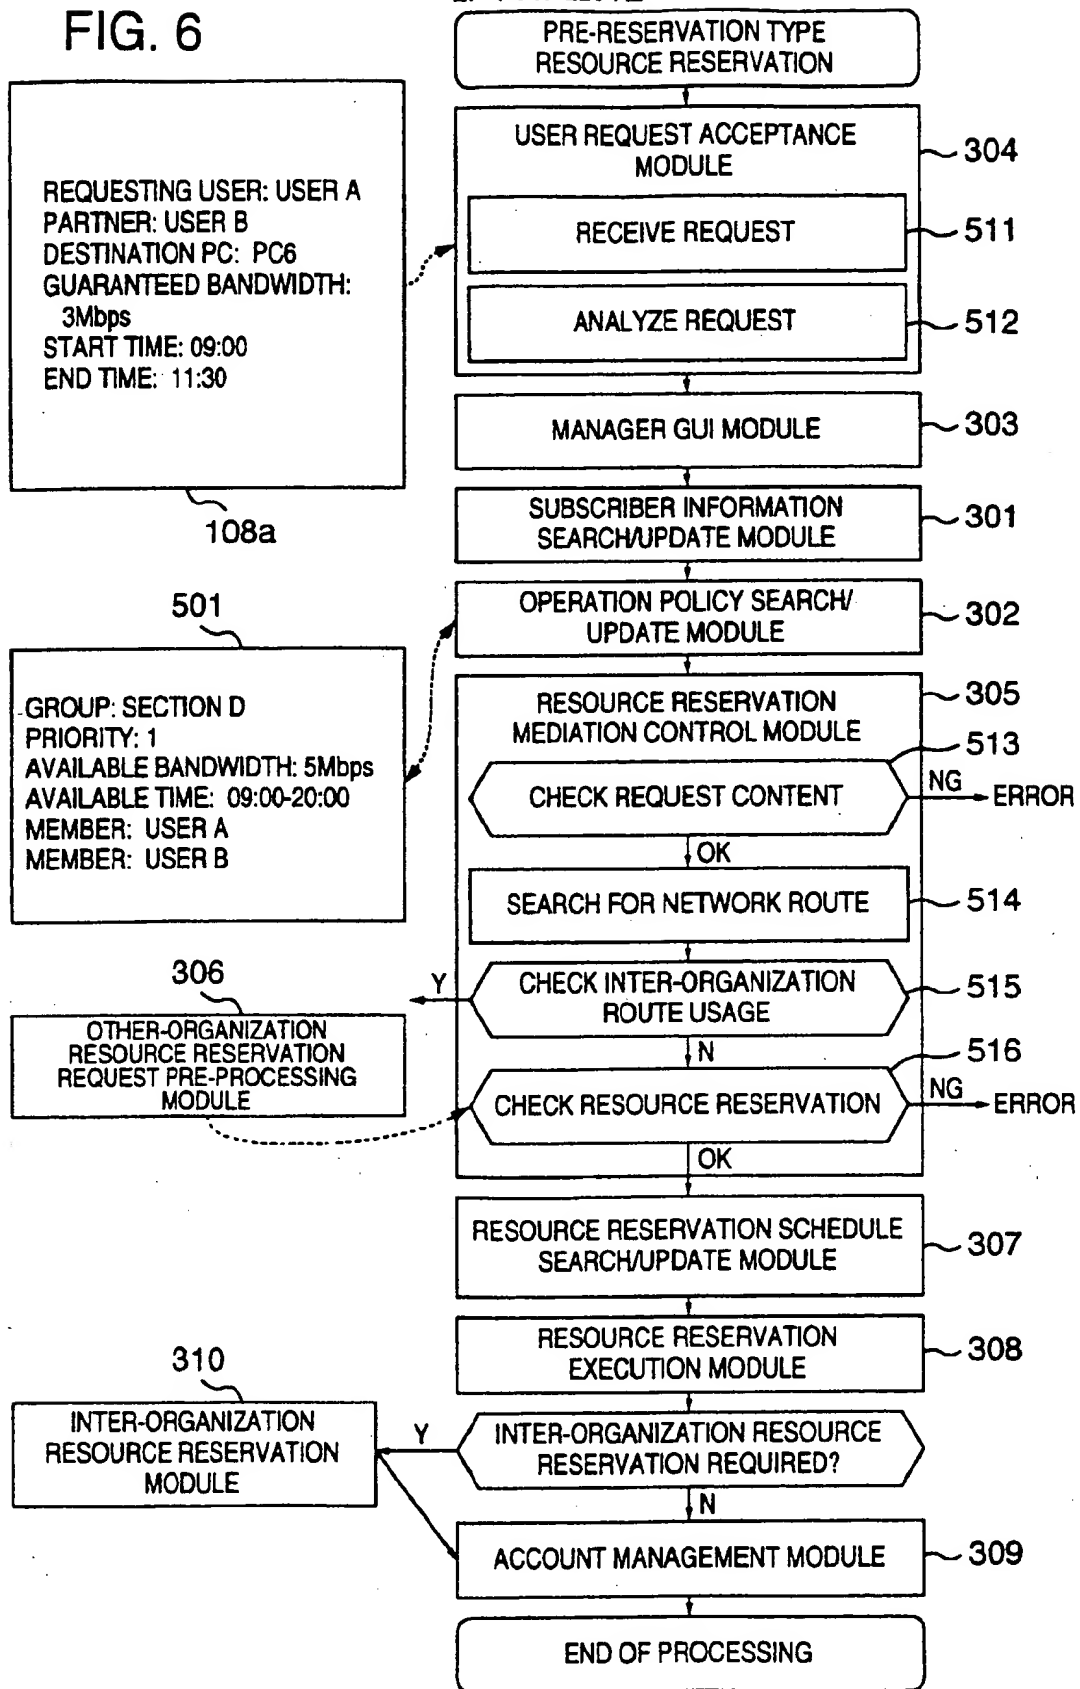 FIG. 6
PRE-RESERVATION TYPE
RESOURCE RESERVATION
REQUESTING USER: USER A
PARTNER: USER B
DESTINATION PC: PC6
GUARANTEED BANDWIDTH:
3Mbps
START TIME: 09:00
END TIME: 11:30
108a
USER REQUEST ACCEPTANCE
MODULE
304
RECEIVE REQUEST
511
ANALYZE REQUEST
512
MANAGER GUI MODULE
303
SUBSCRIBER INFORMATION
SEARCH/UPDATE MODULE
301
OPERATION POLICY SEARCH/
UPDATE MODULE
302
501
GROUP: SECTION D
PRIORITY: 1
AVAILABLE BANDWIDTH: 5Mbps
AVAILABLE TIME: 09:00-20:00
MEMBER: USER A
MEMBER: USER B
RESOURCE RESERVATION
MEDIATION CONTROL MODULE
305
513
CHECK REQUEST CONTENT
NG
ERROR
OK
SEARCH FOR NETWORK ROUTE
514
CHECK INTER-ORGANIZATION
ROUTE USAGE
515
Y
N
306
OTHER-ORGANIZATION
RESOURCE RESERVATION
REQUEST PRE-PROCESSING
MODULE
516
CHECK RESOURCE RESERVATION
NG
ERROR
OK
RESOURCE RESERVATION SCHEDULE
SEARCH/UPDATE MODULE
307
RESOURCE RESERVATION
EXECUTION MODULE
308
310
INTER-ORGANIZATION
RESOURCE RESERVATION
MODULE
Y
INTER-ORGANIZATION RESOURCE
RESERVATION REQUIRED?
N
ACCOUNT MANAGEMENT MODULE
309
END OF PROCESSING